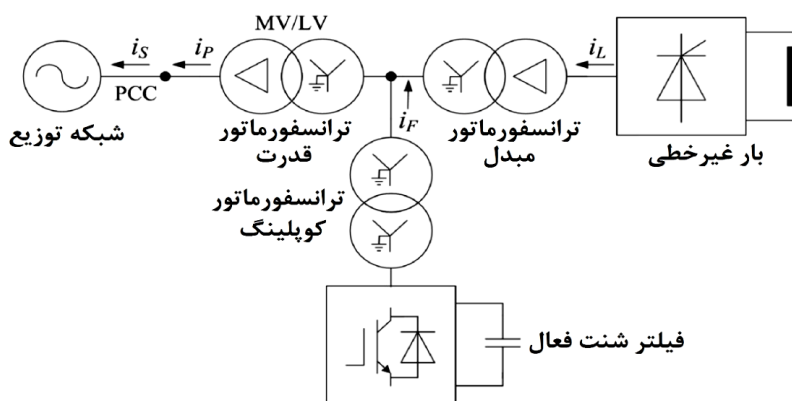 MV/LV
i_S
i_P
i_L
PCC
i_F
شبکه توزیع
ترانسفورماتور
قدرت
ترانسفورماتور
مبدل
بار غیرخطی
ترانسفورماتور
کوپلینگ
فیلتر شنت فعال